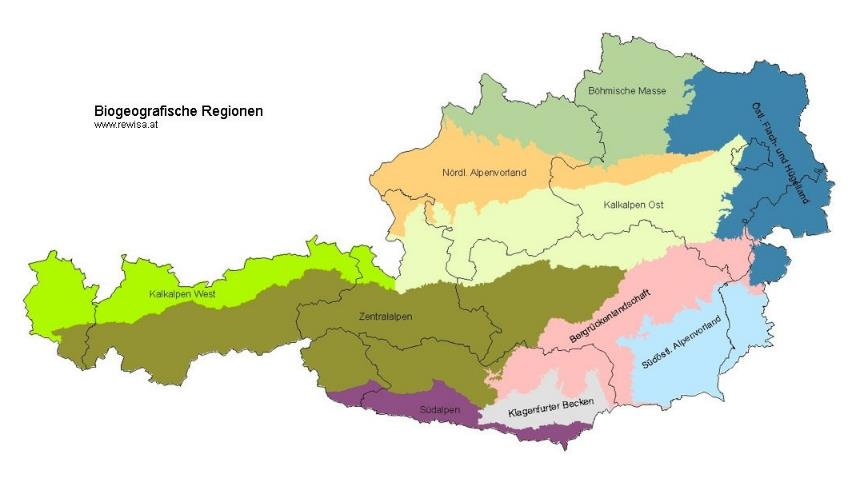 Biogeografische Regionen
www.rewisa.at
Böhmische Masse
Östl. Flach- und Hügelland
Nördl. Alpenvorland
Kalkalpen Ost
Kalkalpen West
Zentralalpen
Bergrückenlandschaft
Südöstl. Alpenvorland
Südalpen
Klagenfurter Becken